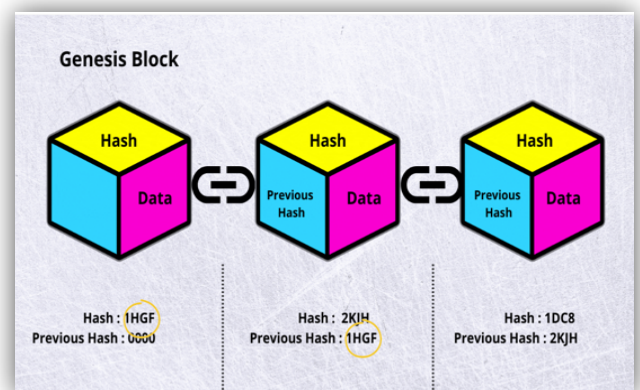 Genesis Block
Hash
Data
Hash
Previous
Hash
Data
Hash
Previous
Hash
Data
Hash : 1HGF
Previous Hash : 0000
Hash : 2KJH
Previous Hash : 1HGF
Hash : 1DC8
Previous Hash : 2KJH